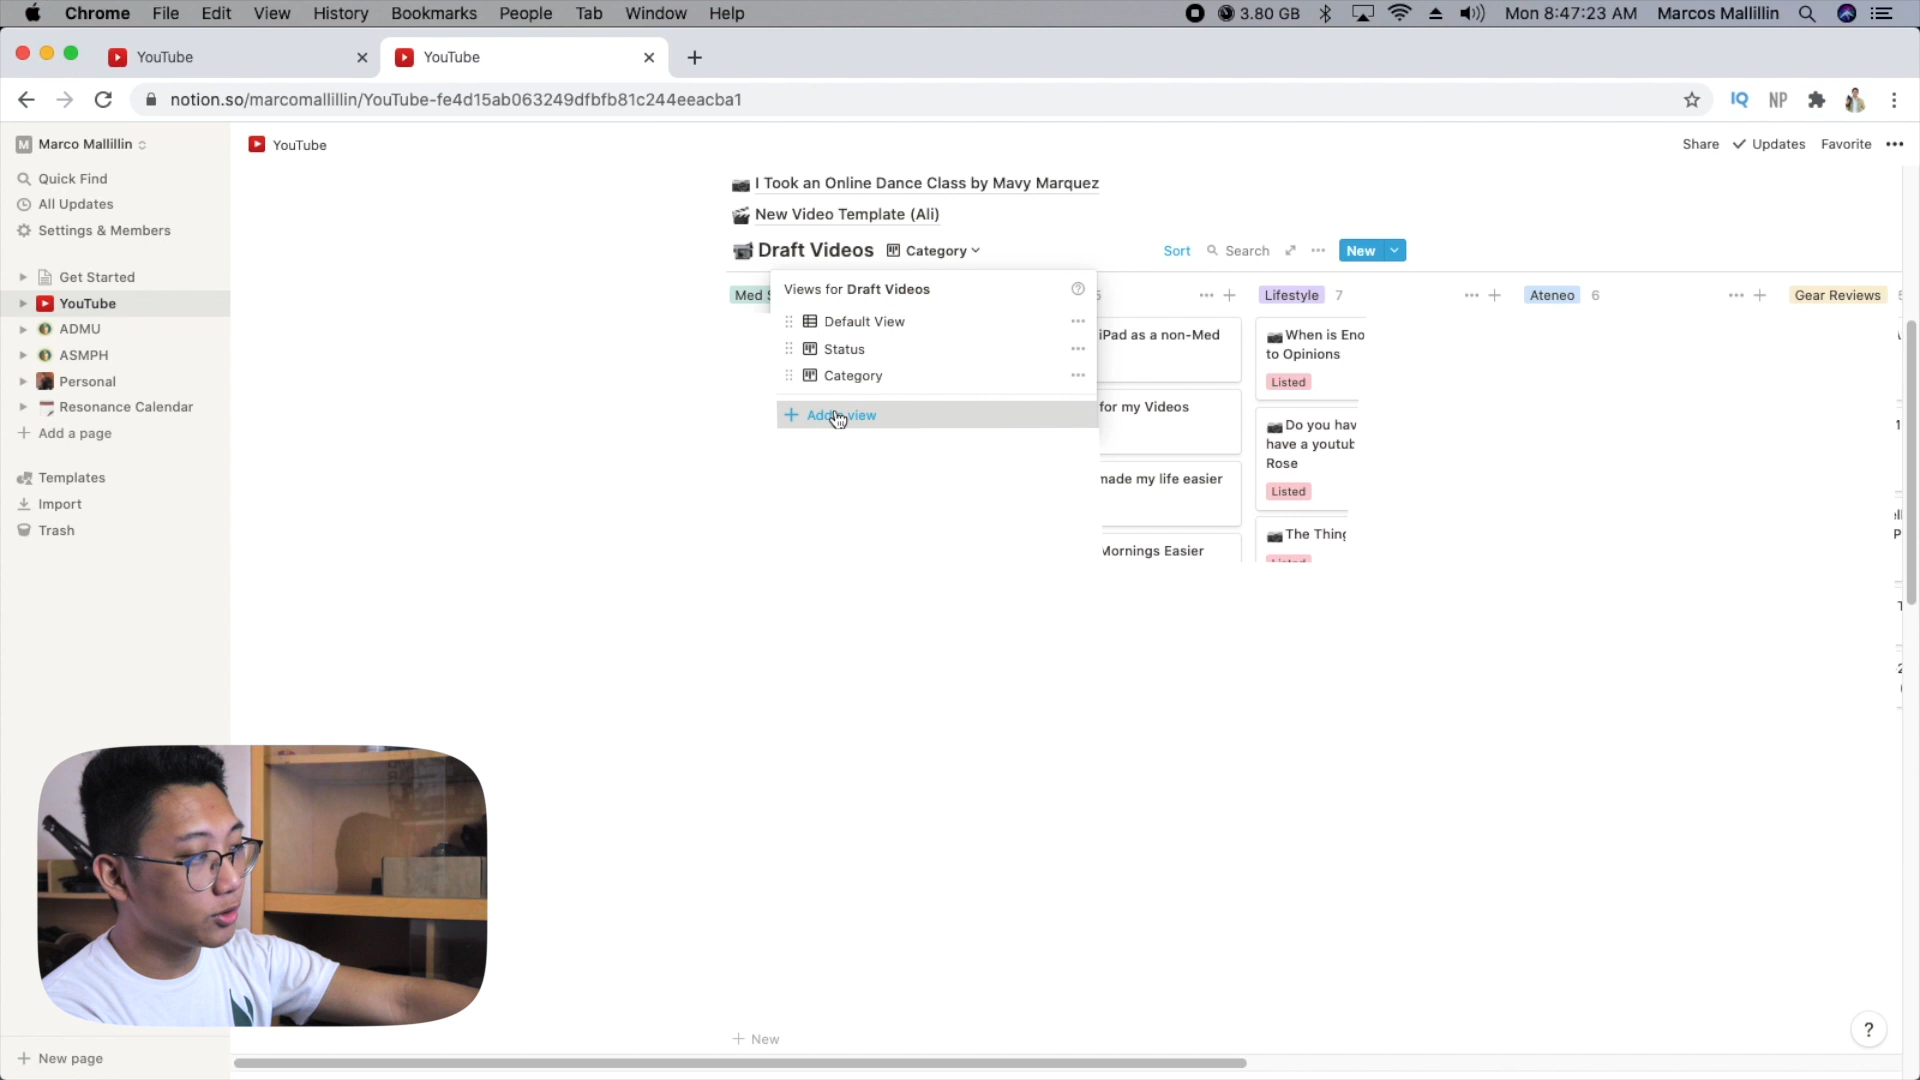 Chrome File Edit View History Bookmarks People Tab Window Help
3.80 GB Mon 8:47:23 AM Marcos Mallillin
YouTube
YouTube
notion.so/marcomallillin/YouTube-fe4d15ab063249dfbfb81c244eeacba1
IQ NP
M Marco Mallillin
Quick Find
All Updates
Settings & Members
Get Started
YouTube
ADMU
ASMPH
Personal
Resonance Calendar
Add a page
Templates
Import
Trash
New page
YouTube
Share Updates Favorite
I Took an Online Dance Class by Mavy Marquez
New Video Template (Ali)
Draft Videos Category
Sort Search New
Views for Draft Videos
Default View
Status
Category
Add a view
Med
iPad as a non-Med
for my Videos
made my life easier
Mornings Easier
Lifestyle 7
When is Eno
to Opinions
Listed
Do you hav
have a youtub
Rose
Listed
The Thing
Ateneo 6
Gear Reviews
New
?